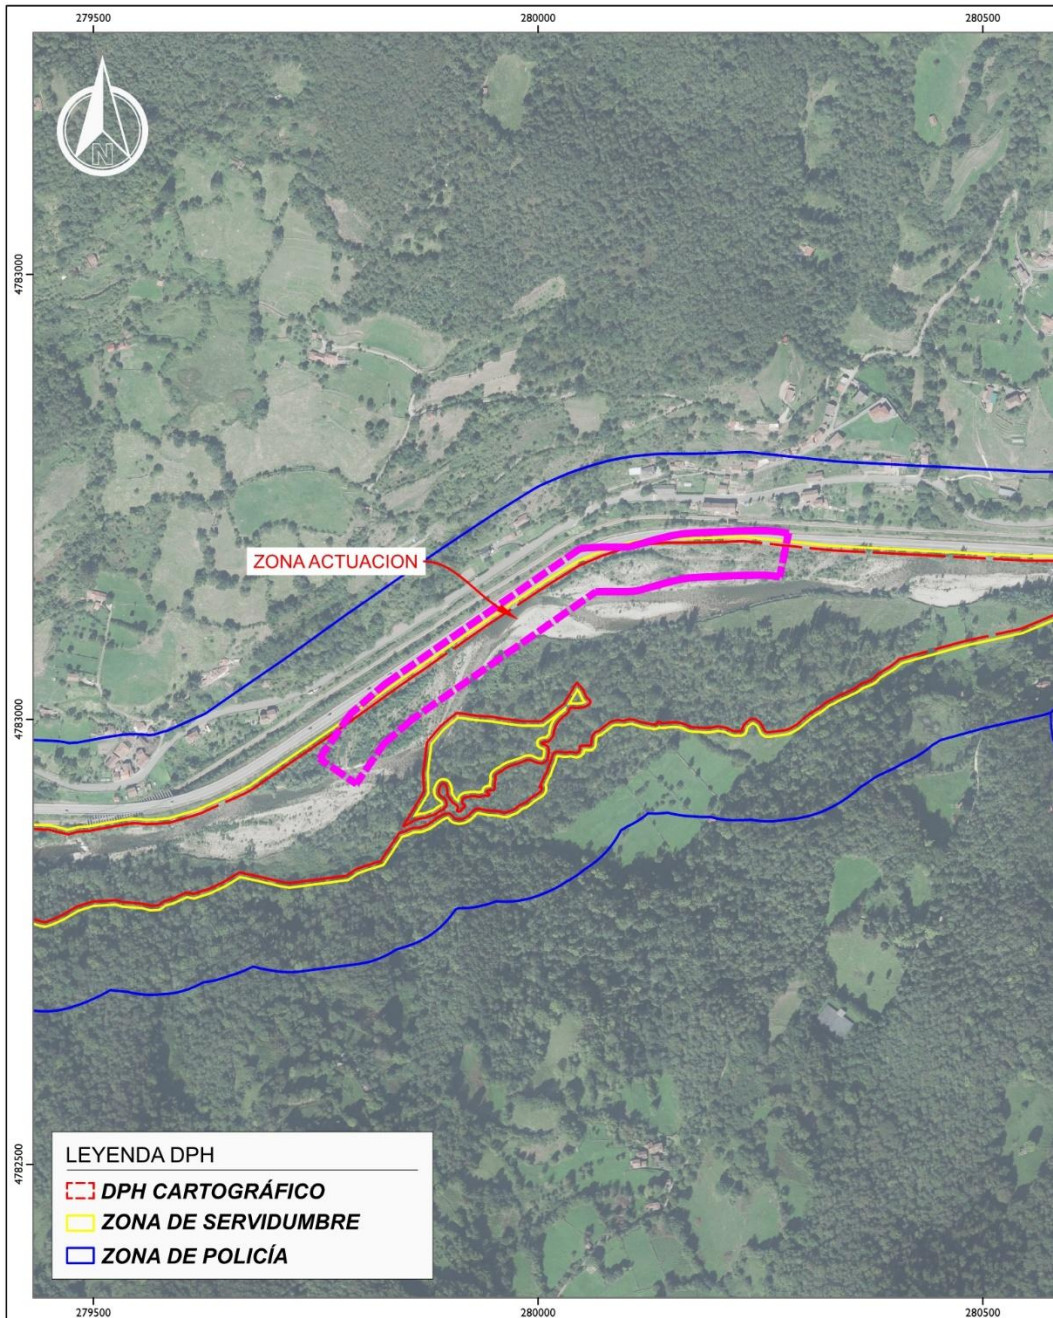 279500
280000
280500
N
4783000
ZONA ACTUACION
4783000
4782500
LEYENDA DPH
DPH CARTOGRÁFICO
ZONA DE SERVIDUMBRE
ZONA DE POLICÍA
279500
280000
280500